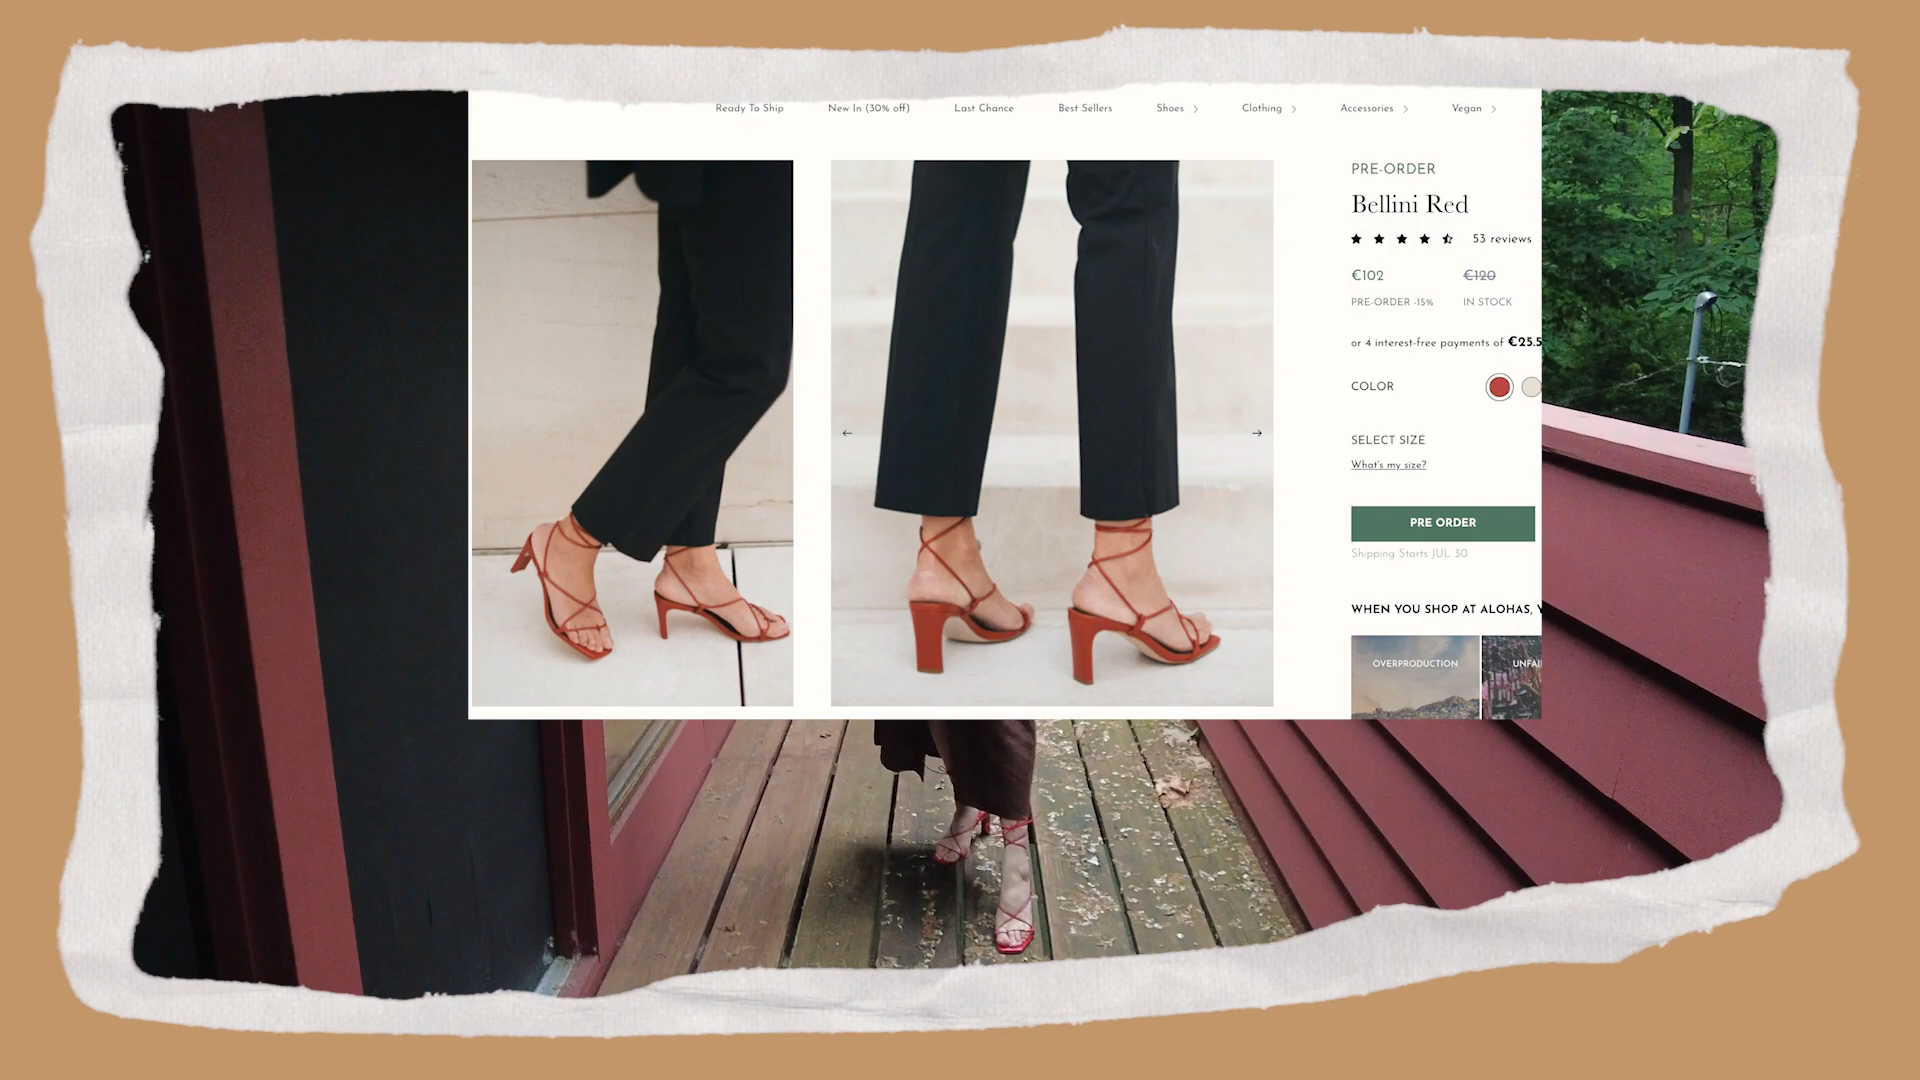 Ready To Ship New In (30% off) Last Chance Best Sellers Shoes Clothing Accessories Vegan
PRE-ORDER
Bellini Red
53 reviews
€102 €120
PRE-ORDER -15% IN STOCK
or 4 interest-free payments of €25.5
COLOR
SELECT SIZE
What's my size?
PRE ORDER
Shipping Starts JUL 30
WHEN YOU SHOP AT ALOHAS,
OVERPRODUCTION